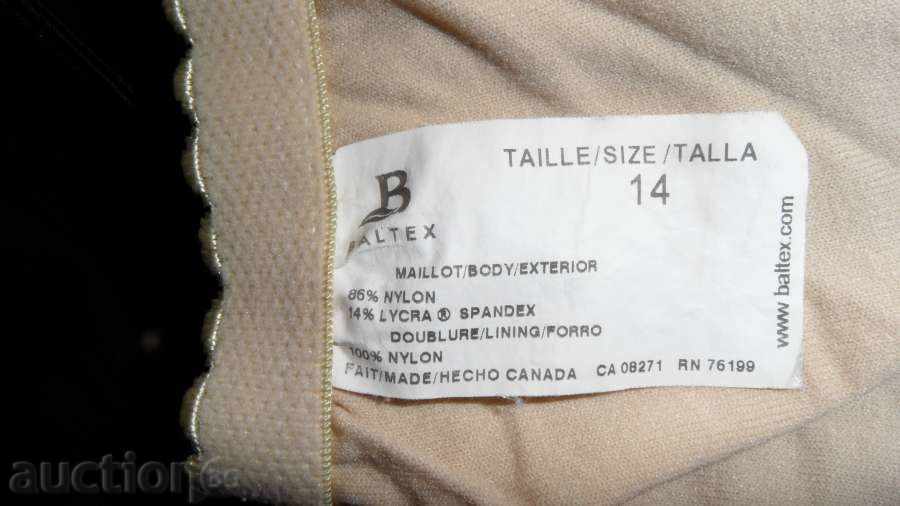 TAILLE/SIZE/TALLA
14
B
BALTEX
MAILLOT/BODY/EXTERIOR
86% NYLON
14% LYCRA ® SPANDEX
DOUBLURE/LINING/FORRO
100% NYLON
FAIT/MADE/HECHO CANADA CA 08271 RN 76199
www.baltex.com
auction